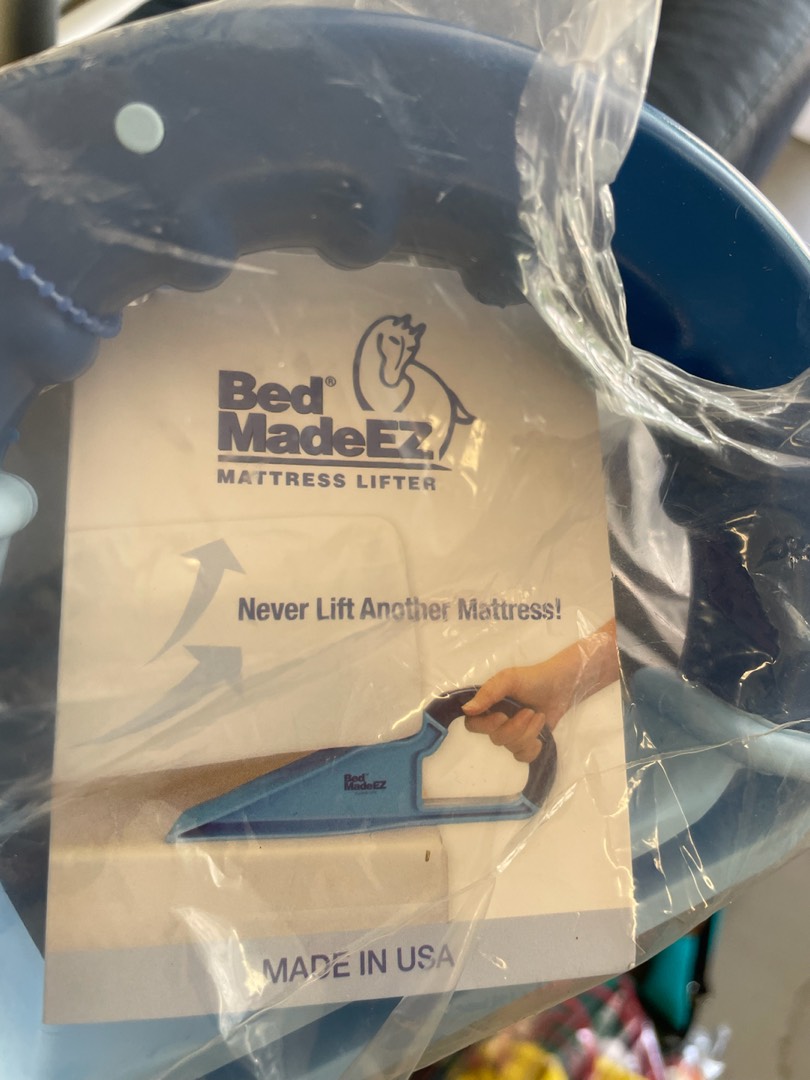 Bed®
MadeEZ
MATTRESS LIFTER
Never Lift Another Mattress!
Bed
MadeEZ
MADE IN USA